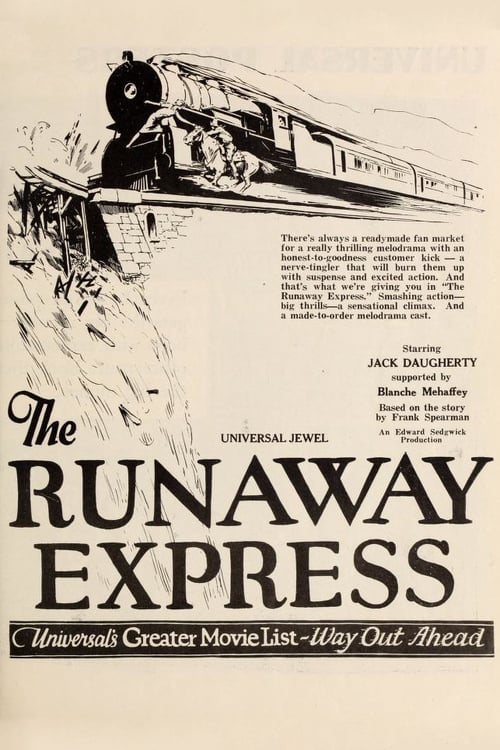 There's always a readymade fan market
for a really thrilling melodrama with an
honest-to-goodness customer kick — a
nerve-tingler that will burn them up
with suspense and excited action. And
that's what we're giving you in "The
Runaway Express." Smashing action—
big thrills—a sensational climax. And
a made-to-order melodrama cast.
Starring
JACK DAUGHERTY
supported by
Blanche Mehaffey
Based on the story
by Frank Spearman
An Edward Sedgwick
Production
UNIVERSAL JEWEL
The
RUNAWAY
EXPRESS
Universal's Greater Movie List - Way Out Ahead